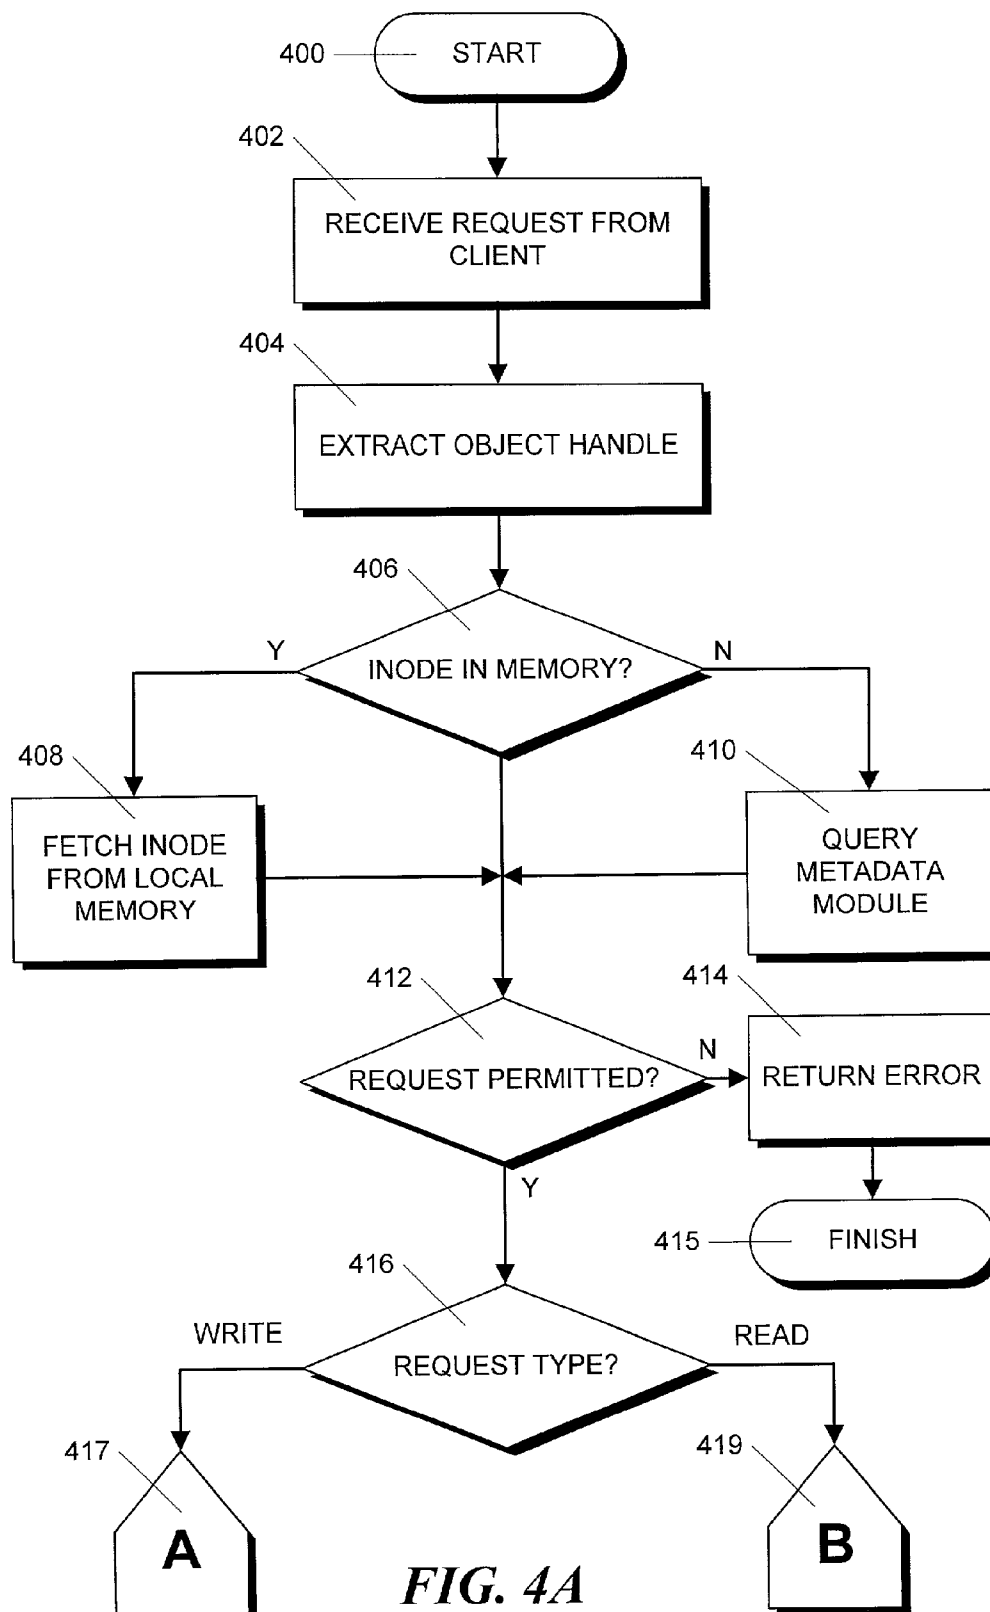 400
START
402
RECEIVE REQUEST FROM
CLIENT
404
EXTRACT OBJECT HANDLE
406
Y
INODE IN MEMORY?
N
408
FETCH INODE
FROM LOCAL
MEMORY
410
QUERY
METADATA
MODULE
412
REQUEST PERMITTED?
N
414
RETURN ERROR
Y
415
FINISH
416
WRITE
REQUEST TYPE?
READ
417
A
419
B
FIG. 4A